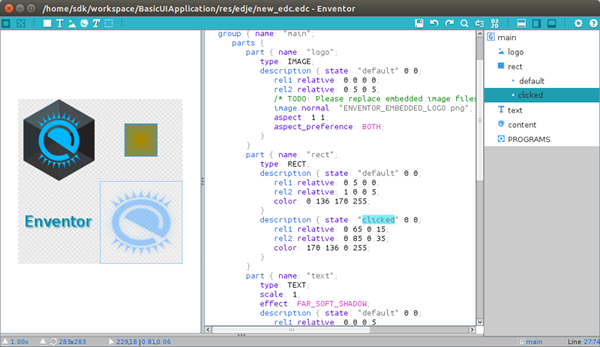 /home/sdk/workspace/BasicUIApplication/res/edje/new_edc.edc - Enventor
group { name "main";
parts {
part { name "logo";
type IMAGE;
description { state "default" 0 0;
rel1 relative 0 0 0 0;
rel2 relative 0 5 0 5;
/* TODO: Please replace embedded image files
image normal "ENVENTOR_EMBEDDED_LOGO.png";
aspect 1 1;
aspect_preference BOTH;
}
}
part { name "rect";
type RECT;
description { state "default" 0 0;
rel1 relative 0 5 0 0;
rel2 relative 1 0 0 5;
color 0 136 170 255;
}
description { state "clicked" 0 0;
rel1 relative 0 65 0 15;
rel2 relative 0 85 0 35;
color 170 136 0 255;
}
}
part { name "text";
type TEXT;
scale 1;
effect FAR_SOFT_SHADOW;
description { state "default" 0 0;
rel1 relative 0 0 0 5
Enventor
main
logo
rect
default
clicked
text
content
PROGRAMS
1.00x
283x283
229,18 | 0.81,0.06
main
Line 27:74